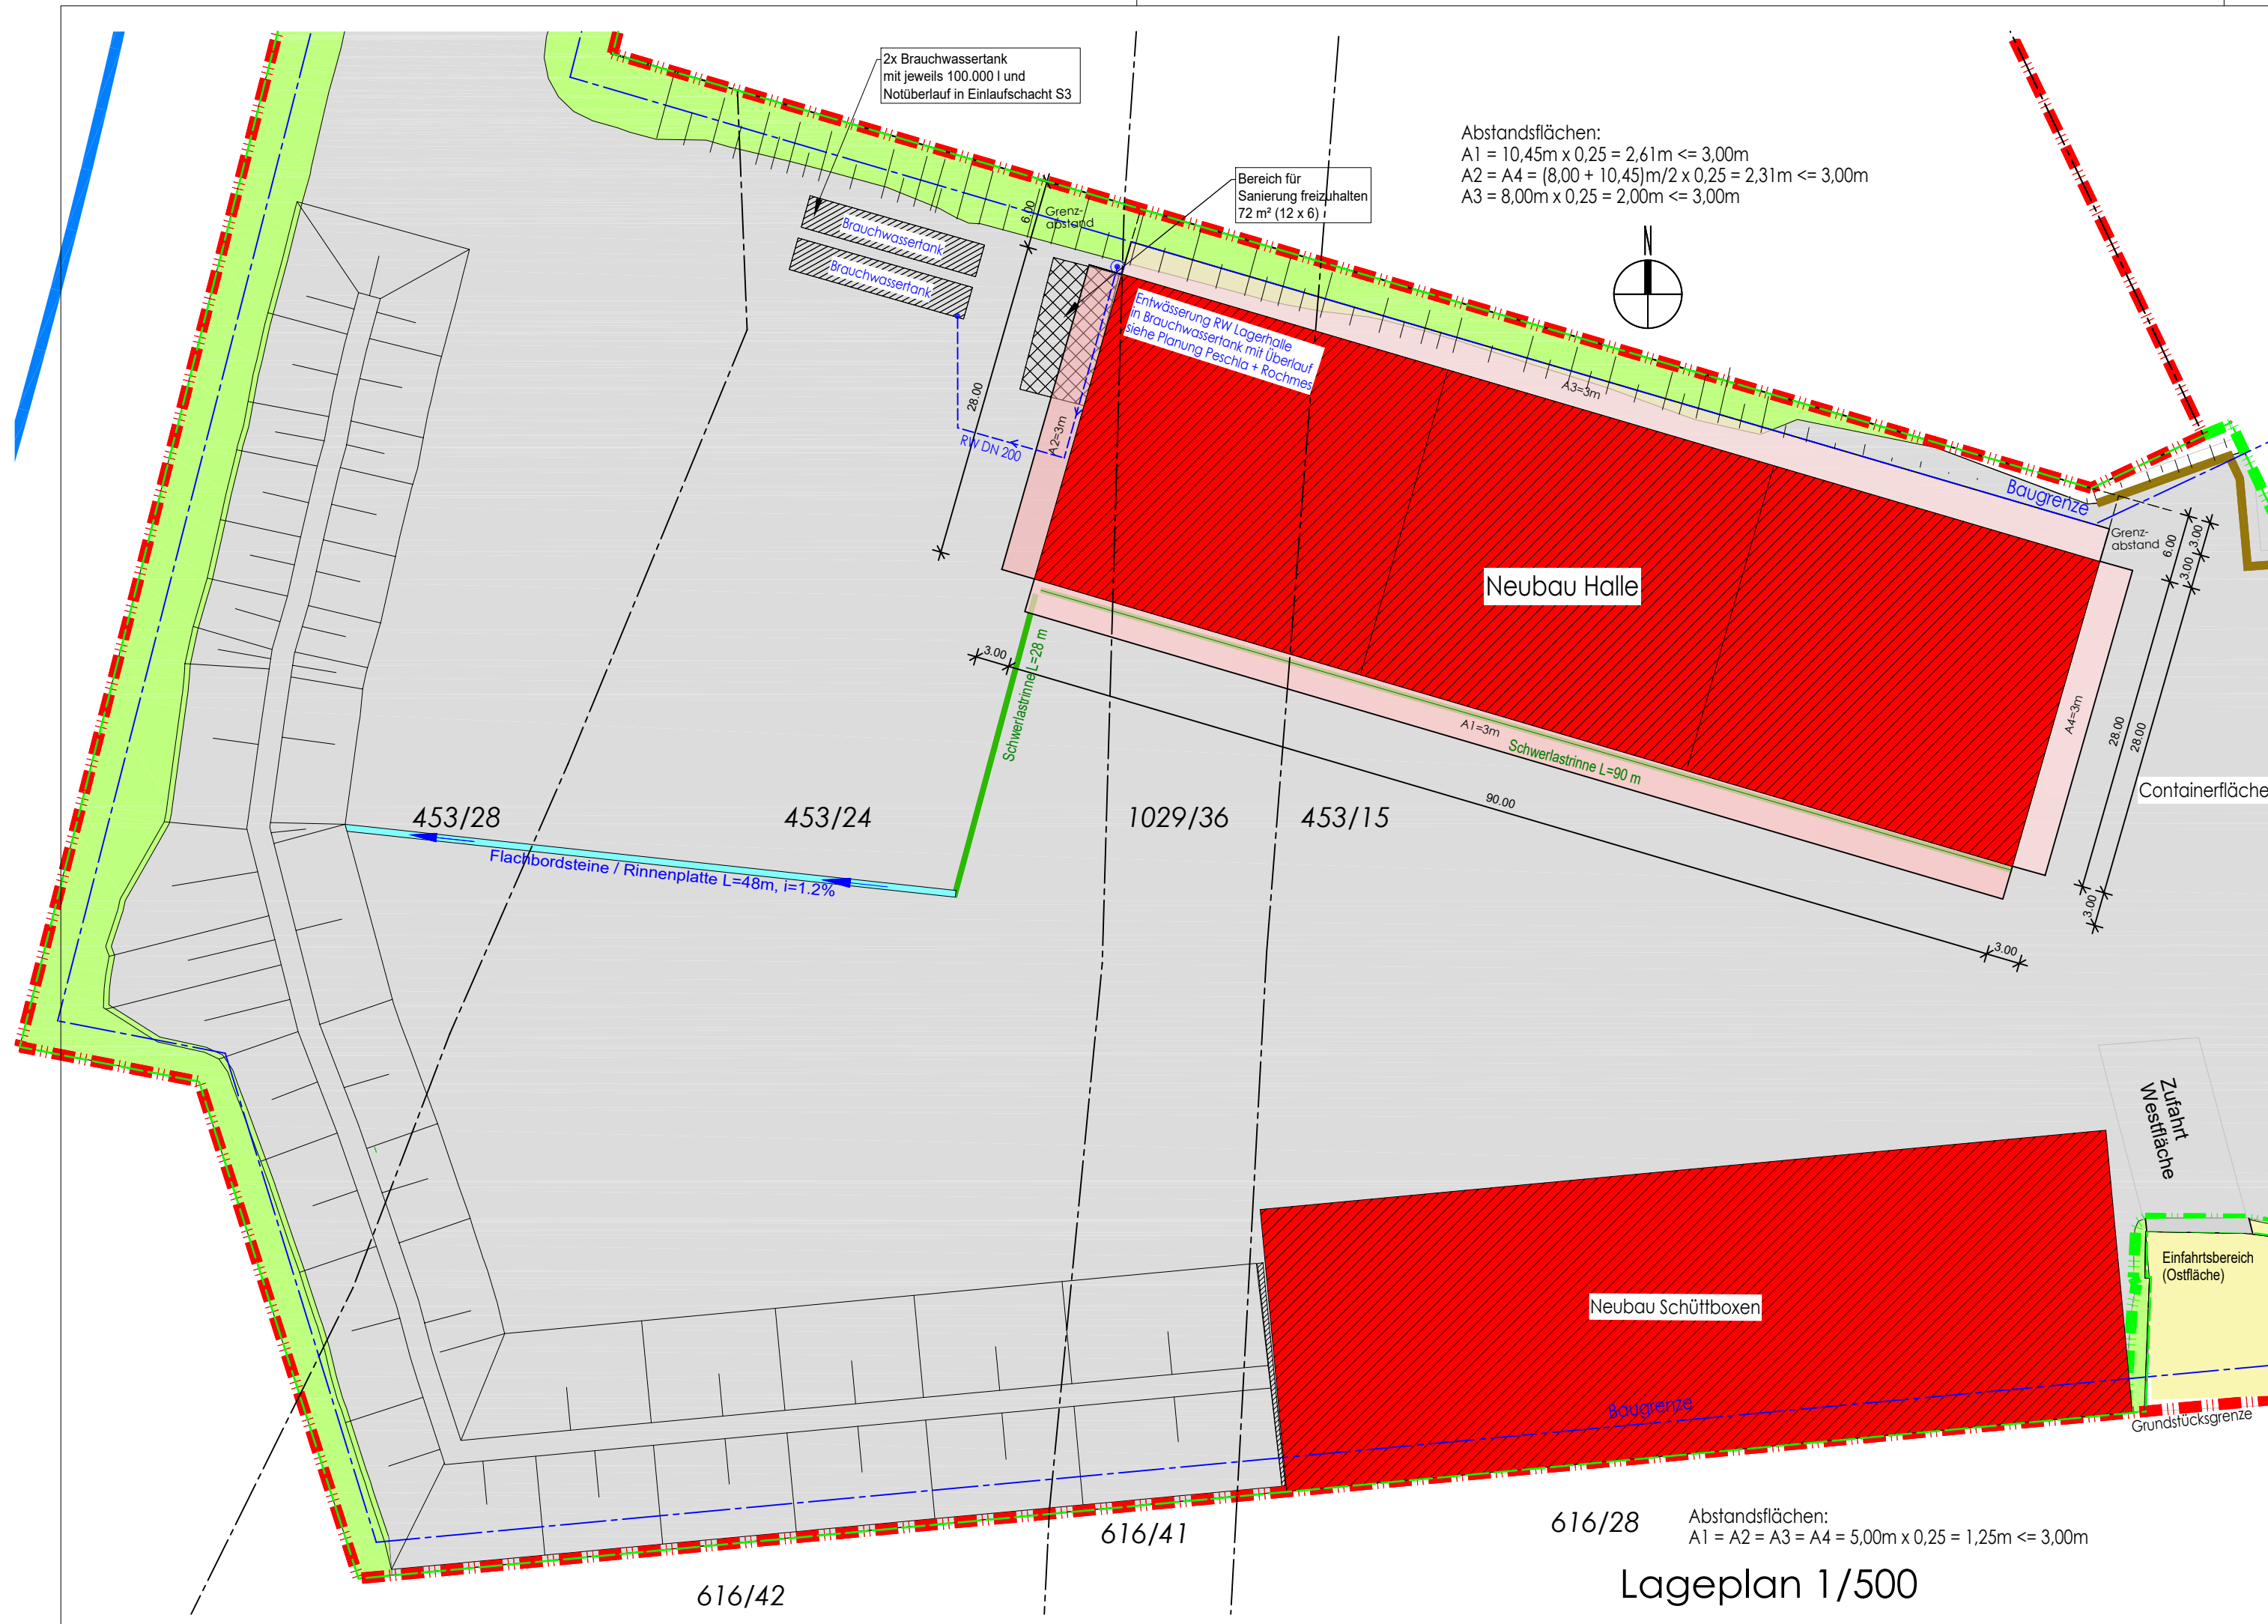 2x Brauchwassertank
mit jeweils 100.000 l und
Notüberlauf in Einlaufschacht S3
Abstandsflächen:
A1 = 10,45m x 0,25 = 2,61m <= 3,00m
A2 = A4 = (8,00 + 10,45)m/2 x 0,25 = 2,31m <= 3,00m
A3 = 8,00m x 0,25 = 2,00m <= 3,00m
Bereich für
Sanierung freizuhalten
72 m² (12 x 6)
N
6.00
Grenz-
abstand
Brauchwassertank
Brauchwassertank
Entwässerung RW Lagerhalle
in Brauchwassertank mit Überlauf
siehe Planung Peschla + Rochmes
28.00
A2=3m
RW DN 200
A3=3m
Baugrenze
Grenz-
abstand
6.00
3.00
3.00
Neubau Halle
3.00
Schwerlastrinne L=28 m
A1=3m
Schwerlastrinne L=90 m
90.00
A4=3m
28.00
28.00
Containerfläche
3.00
3.00
453/28
453/24
1029/36
453/15
Flachbordsteine / Rinnenplatte L=48m, i=1.2%
Zufahrt
Westfläche
Einfahrtsbereich
(Ostfläche)
Neubau Schüttboxen
Baugrenze
Grundstücksgrenze
616/41
616/28
616/42
Abstandsflächen:
A1 = A2 = A3 = A4 = 5,00m x 0,25 = 1,25m <= 3,00m
Lageplan 1/500